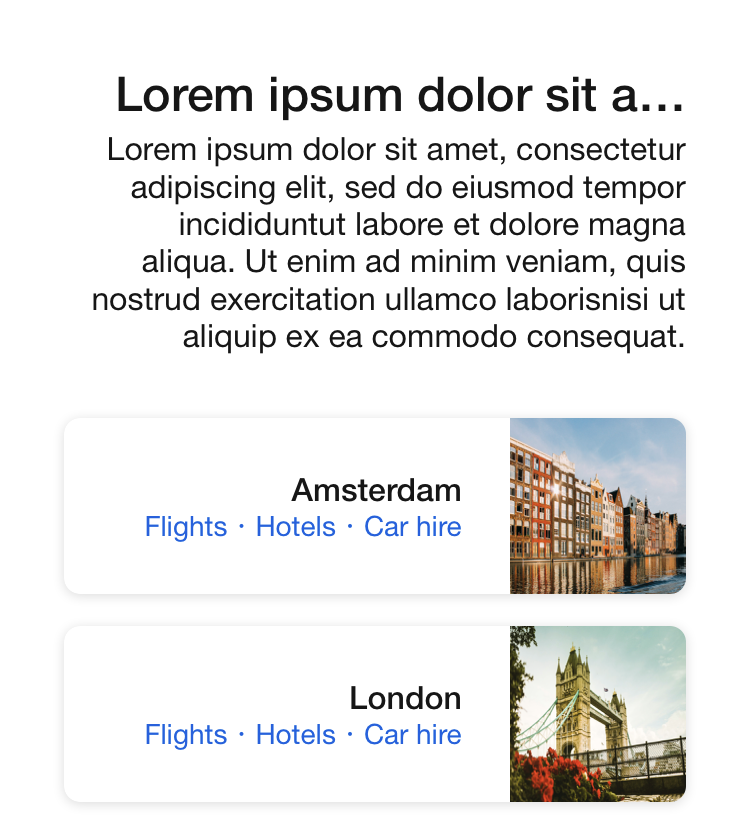 Lorem ipsum dolor sit a…
Lorem ipsum dolor sit amet, consectetur
adipiscing elit, sed do eiusmod tempor
incididuntut labore et dolore magna
aliqua. Ut enim ad minim veniam, quis
nostrud exercitation ullamco laborisnisi ut
aliquip ex ea commodo consequat.
Amsterdam
Flights · Hotels · Car hire
London
Flights · Hotels · Car hire